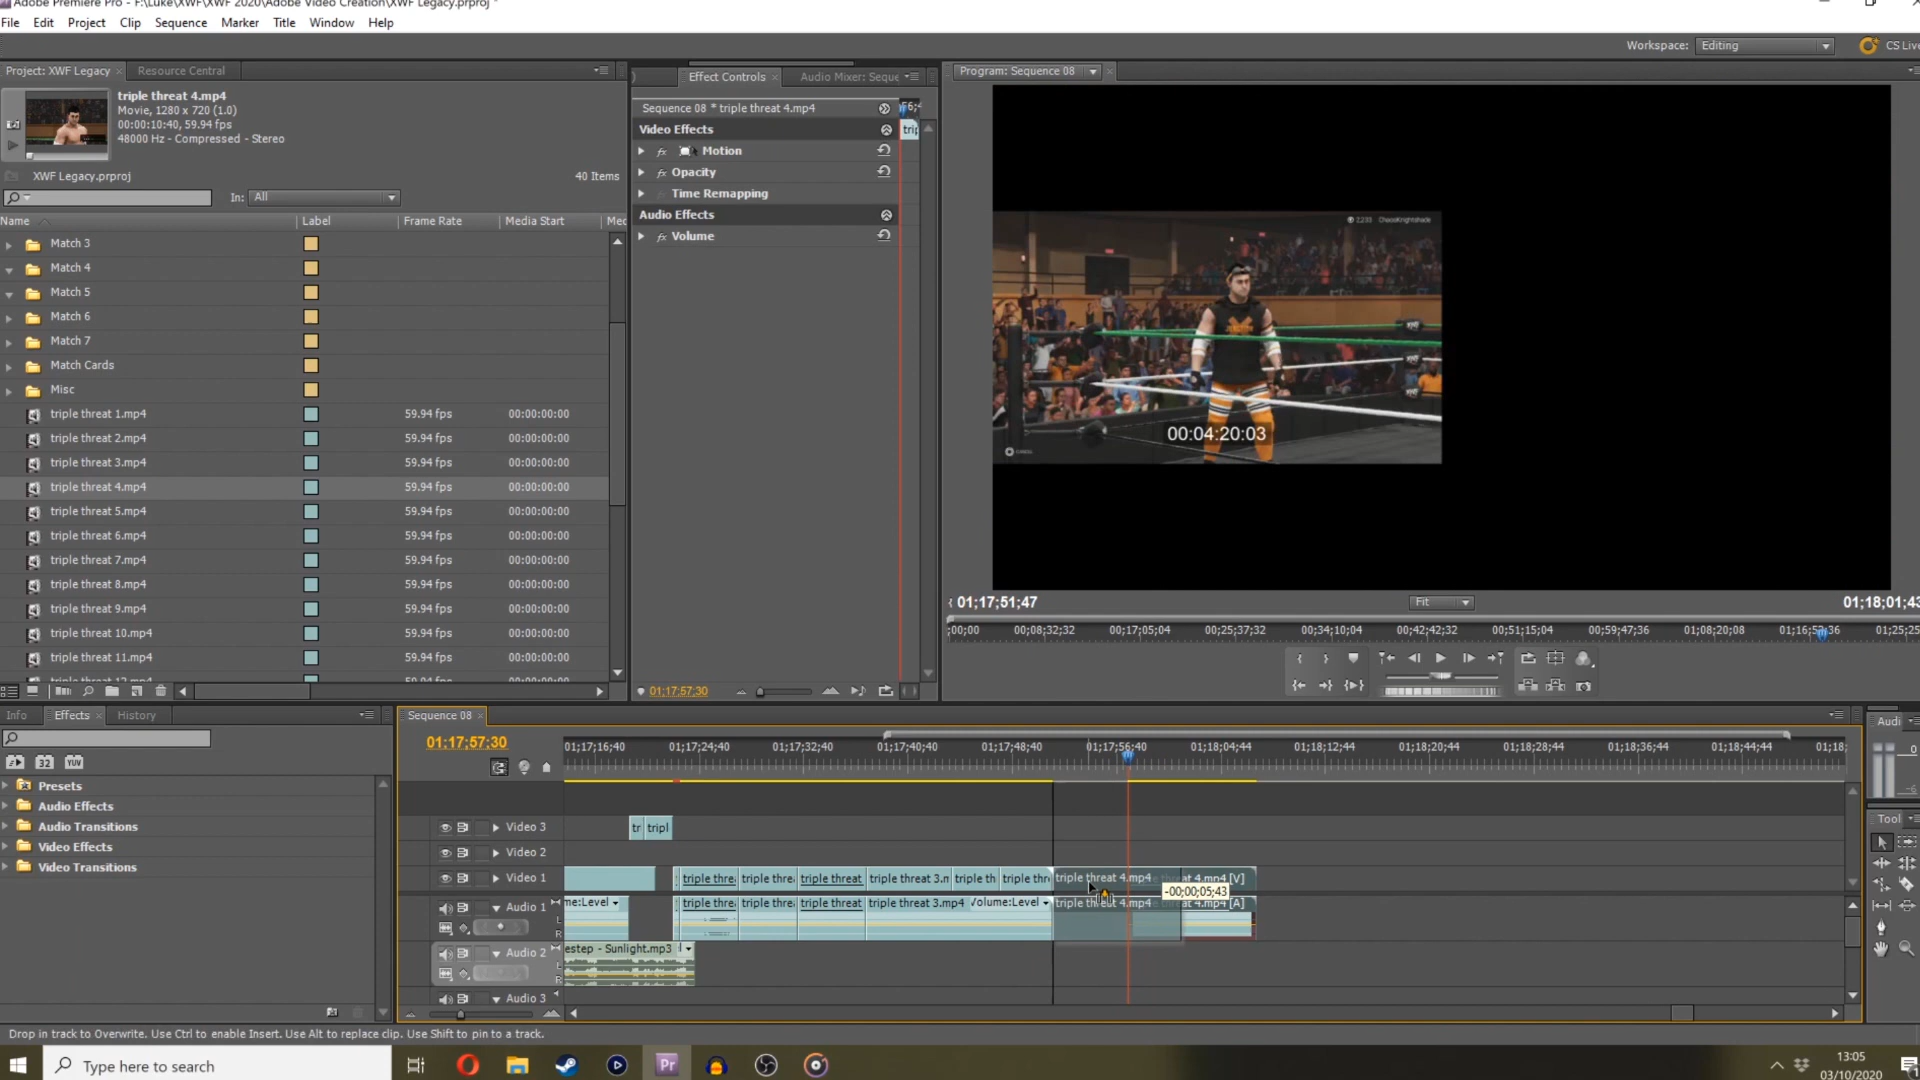 Adobe Premiere Pro - F:\Luke\XWF\XWF 2020\Adobe Video Creation\XWF Legacy.prproj *
File Edit Project Clip Sequence Marker Title Window Help
Workspace: Editing CS Live
Project: XWF Legacy Resource Central
triple threat 4.mp4
Movie, 1280 x 720 (1.0)
00:00:10:40, 59.94 fps
48000 Hz - Compressed - Stereo
XWF Legacy.prproj 40 Items
In: All
Name Label Frame Rate Media Start Med
Match 3
Match 4
Match 5
Match 6
Match 7
Match Cards
Misc
triple threat 1.mp4 59.94 fps 00:00:00:00
triple threat 2.mp4 59.94 fps 00:00:00:00
triple threat 3.mp4 59.94 fps 00:00:00:00
triple threat 4.mp4 59.94 fps 00:00:00:00
triple threat 5.mp4 59.94 fps 00:00:00:00
triple threat 6.mp4 59.94 fps 00:00:00:00
triple threat 7.mp4 59.94 fps 00:00:00:00
triple threat 8.mp4 59.94 fps 00:00:00:00
triple threat 9.mp4 59.94 fps 00:00:00:00
triple threat 10.mp4 59.94 fps 00:00:00:00
triple threat 11.mp4 59.94 fps 00:00:00:00
Effect Controls Audio Mixer: Seque
Sequence 08 * triple threat 4.mp4
Video Effects trip
fx Motion
fx Opacity
Time Remapping
Audio Effects
fx Volume
01;17;57;30
Program: Sequence 08
2,233 ChaosKnightshade
00:04:20:03
01;17;51;47 Fit 01;18;01;43
;00;00 00;08;32;32 00;17;05;04 00;25;37;32 00;34;10;04 00;42;42;32 00;51;15;04 00;59;47;36 01;08;20;08 01;25;25
Info Effects History
32 YUV
Presets
Audio Effects
Audio Transitions
Video Effects
Video Transitions
Sequence 08
01;17;57;30
01;17;16;40 01;17;24;40 01;17;32;40 01;17;40;40 01;17;48;40 01;17;56;40 01;18;04;44 01;18;12;44 01;18;20;44 01;18;28;44 01;18;36;44 01;18;44;44 01;18;
Video 3 tr tripl
Video 2
Video 1 triple thre triple thre triple threat triple threat 3.m triple th triple thr triple threat 4.mp4 4.mp4 [V]
-00;00;05;43
Audio 1 me:Level triple thre triple thre triple threat triple threat 3.mp4 Volume:Level triple threat 4.mp4 4.mp4 [A]
Audio 2 estep - Sunlight.mp3
Audio 3
Audi
0
-6
Tool
Drop in track to Overwrite. Use Ctrl to enable Insert. Use Alt to replace clip. Use Shift to pin to a track.
Type here to search
Pr
13:05
03/10/2020